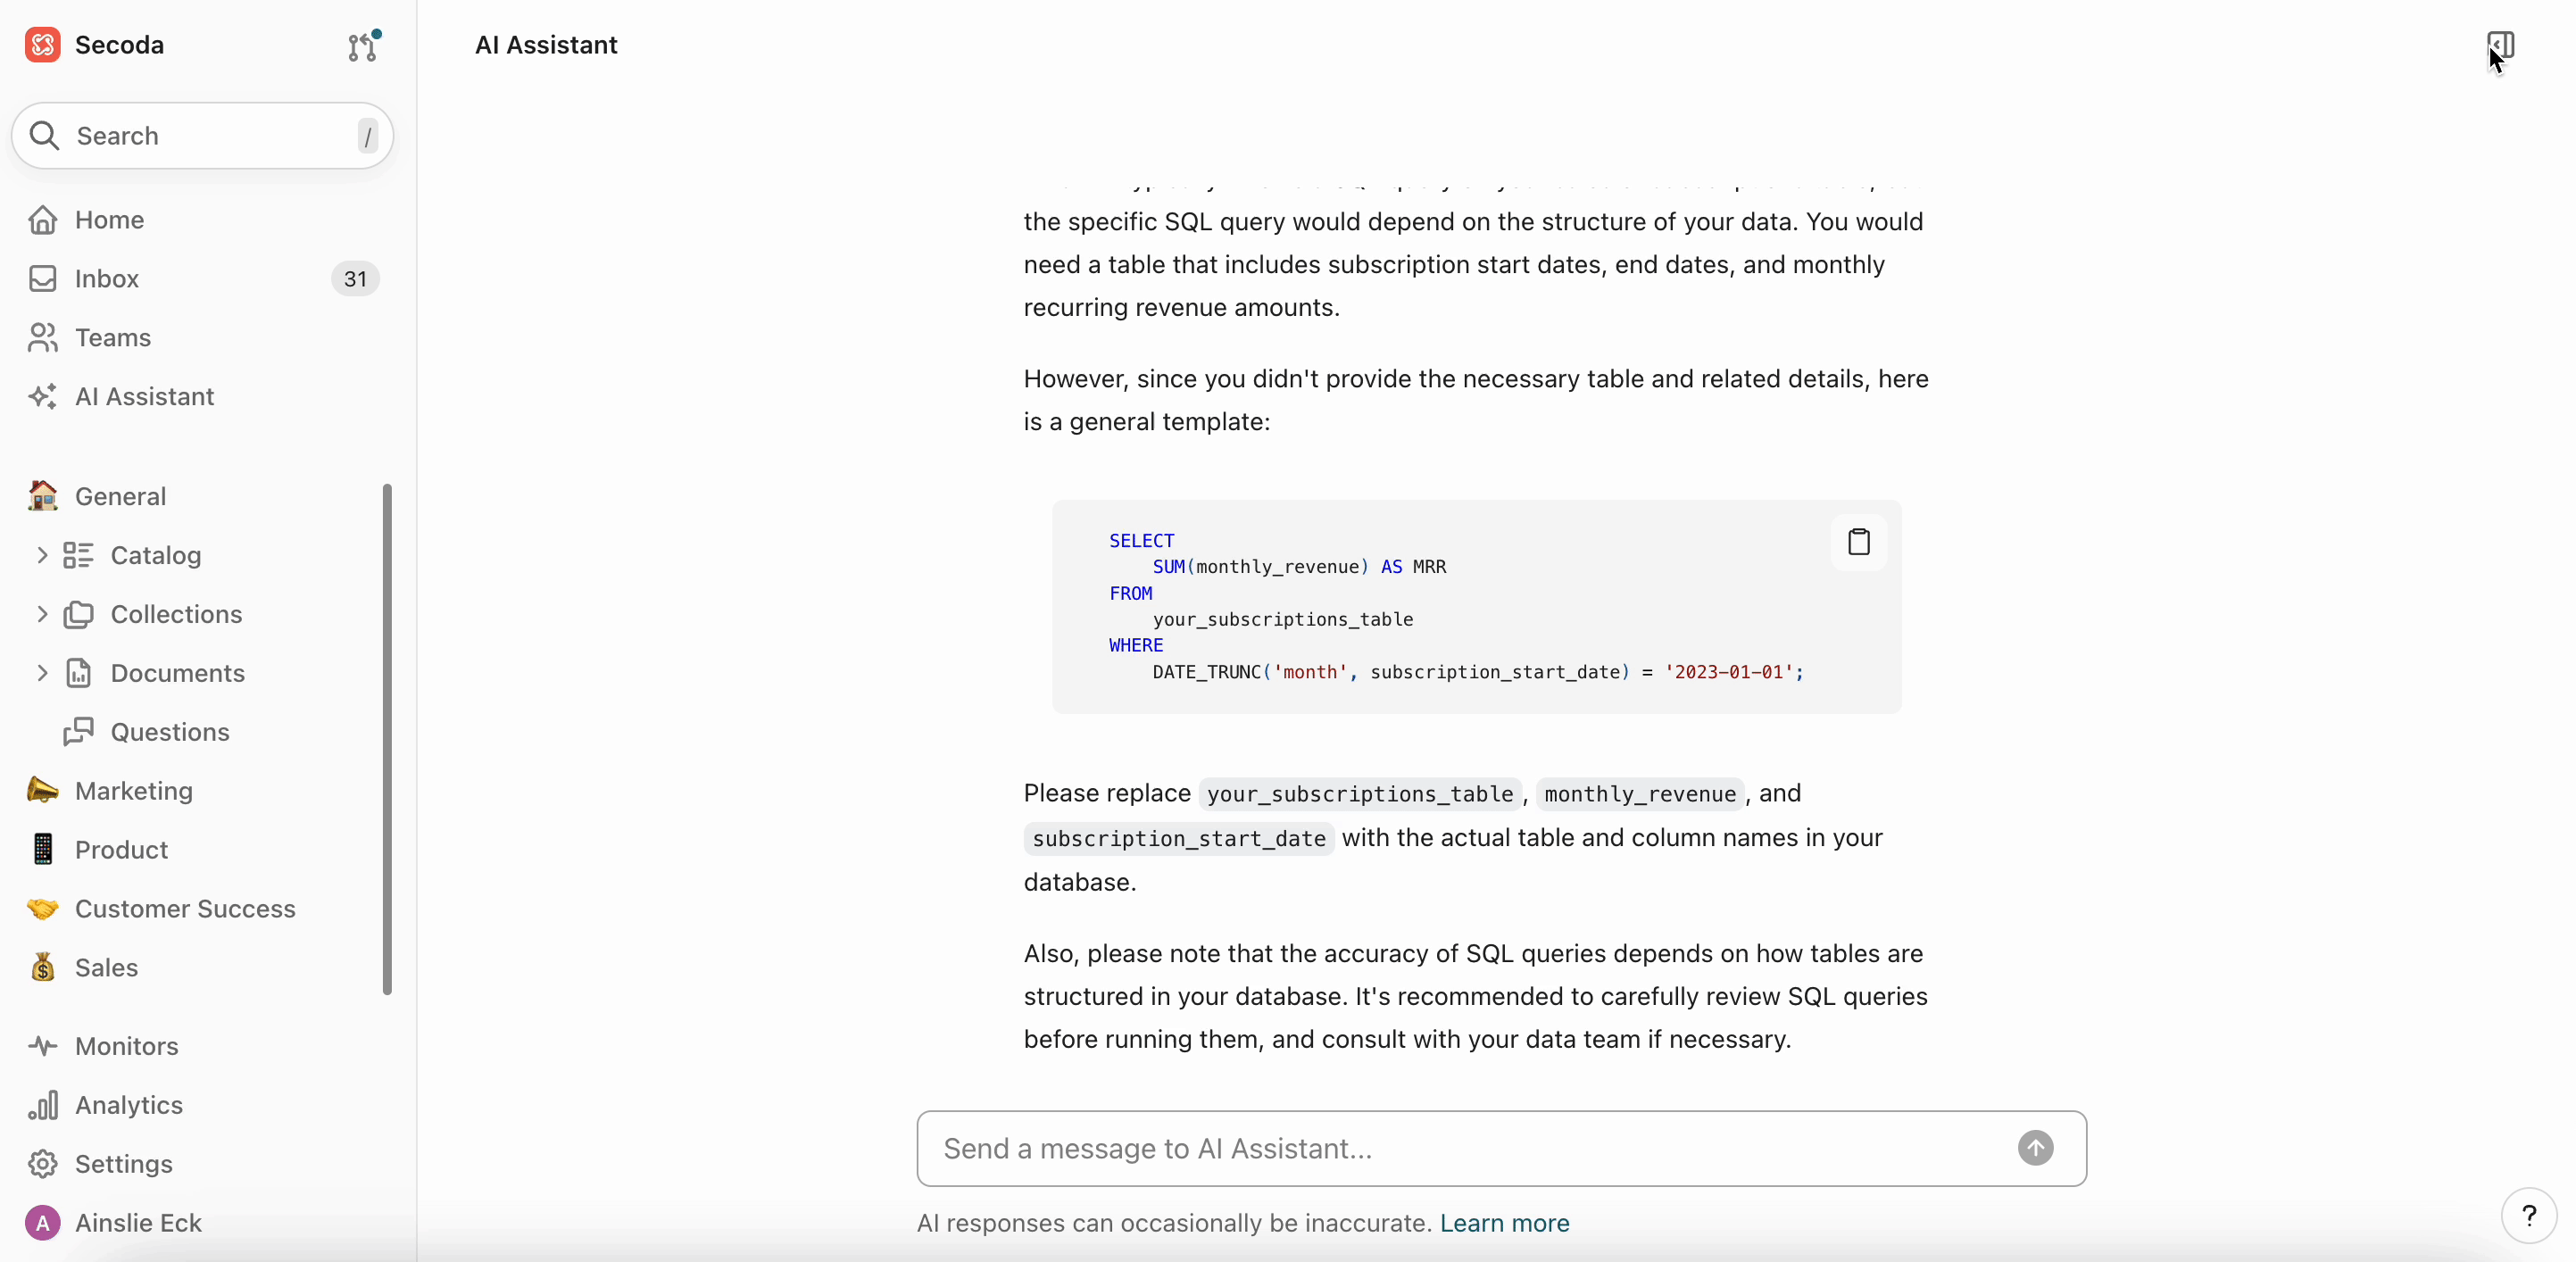 Secoda
Search /
Home
Inbox 31
Teams
AI Assistant
General
Catalog
Collections
Documents
Questions
Marketing
Product
Customer Success
Sales
Monitors
Analytics
Settings
A Ainslie Eck
AI Assistant
the specific SQL query would depend on the structure of your data. You would
need a table that includes subscription start dates, end dates, and monthly
recurring revenue amounts.
However, since you didn't provide the necessary table and related details, here
is a general template:
SELECT
SUM(monthly_revenue) AS MRR
FROM
your_subscriptions_table
WHERE
DATE_TRUNC('month', subscription_start_date) = '2023-01-01';
Please replace your_subscriptions_table, monthly_revenue, and
subscription_start_date with the actual table and column names in your
database.
Also, please note that the accuracy of SQL queries depends on how tables are
structured in your database. It's recommended to carefully review SQL queries
before running them, and consult with your data team if necessary.
Send a message to AI Assistant...
AI responses can occasionally be inaccurate. Learn more
?